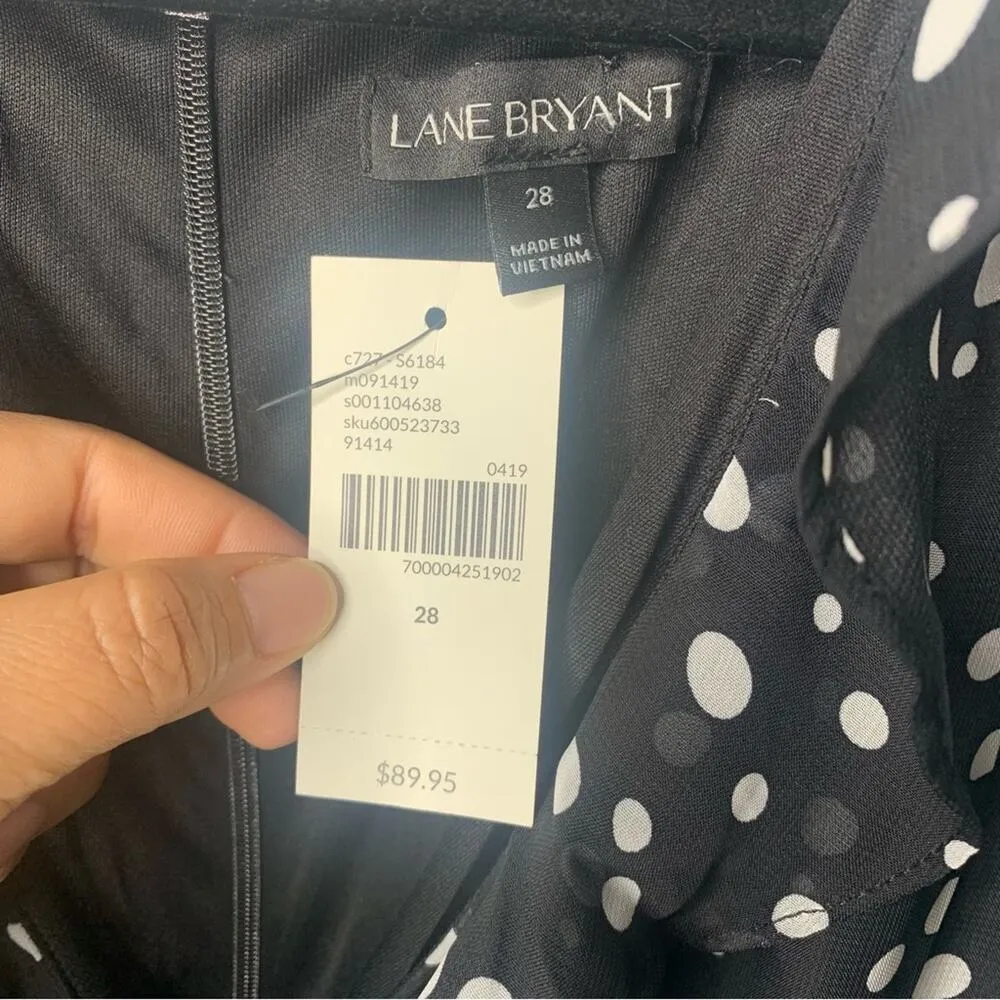 LANE BRYANT
28
MADE IN
VIETNAM
c727-S6184
m091419
s001104638
sku600523733
91414
0419
700004251902
28
$89.95